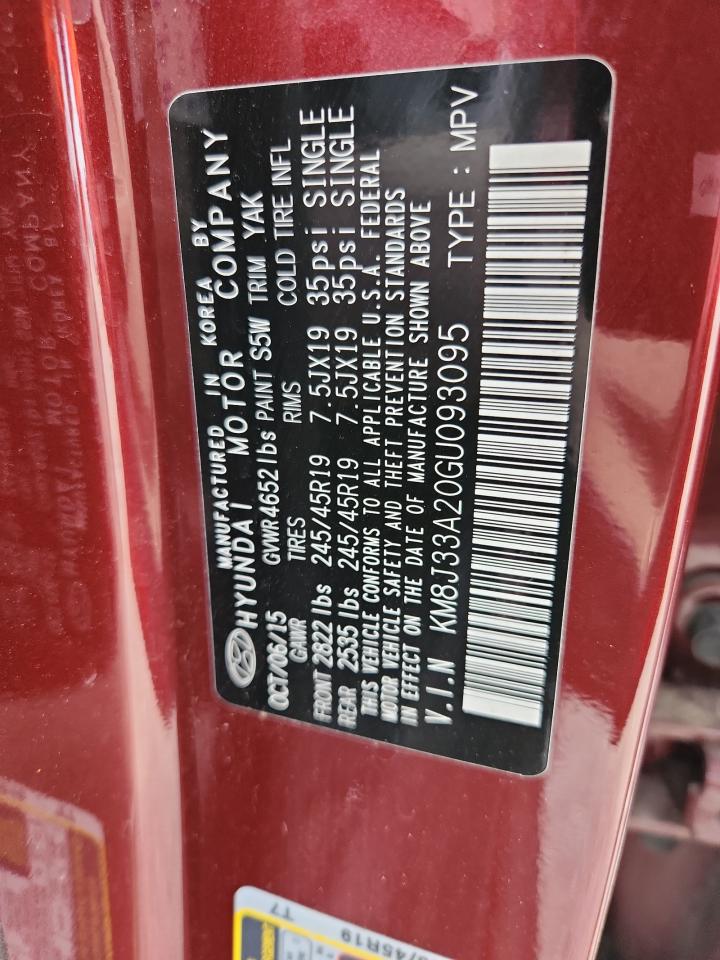 MANUFACTURED IN KOREA BY
HYUNDAI MOTOR COMPANY
OCT/06/15 GVWR 4652 lbs PAINT S5W TRIM YAK
GAWR TIRES RIMS COLD TIRE INFL
FRONT 2822 lbs 245/45R19 7.5JX19 35psi SINGLE
REAR 2535 lbs 245/45R19 7.5JX19 35psi SINGLE
THIS VEHICLE CONFORMS TO ALL APPLICABLE U.S.A. FEDERAL
MOTOR VEHICLE SAFETY AND THEFT PREVENTION STANDARDS
IN EFFECT ON THE DATE OF MANUFACTURE SHOWN ABOVE
V.I.N KM8J33A20GU093095 TYPE : MPV
/45R19
T7